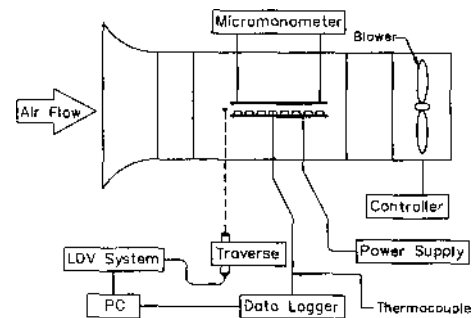 Micromanometer
Blower
Air Flow
Controller
LDV System
Traverse
Power Supply
PC
Data Logger
Thermocouple